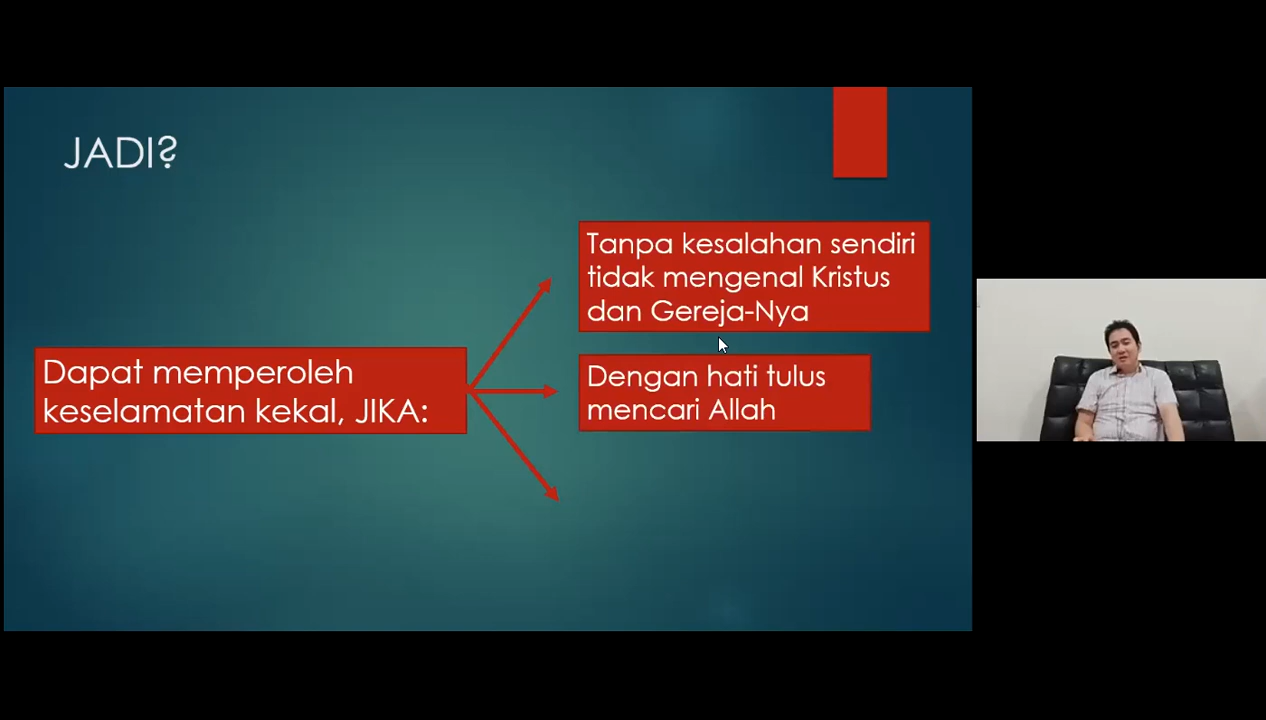 JADI?
Dapat memperoleh
keselamatan kekal, JIKA:
Tanpa kesalahan sendiri
tidak mengenal Kristus
dan Gereja-Nya
Dengan hati tulus
mencari Allah